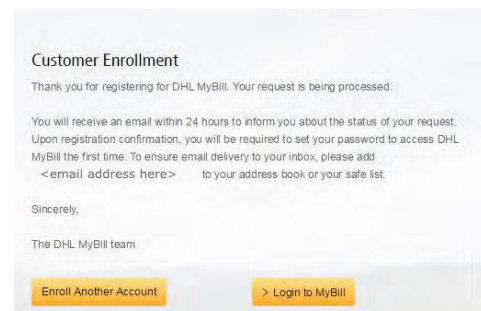 Customer Enrollment
Thank you for registering for DHL MyBill. Your request is being processed.
You will receive an email within 24 hours to inform you about the status of your request.
Upon registration confirmation, you will be required to set your password to access DHL
MyBill the first time. To ensure email delivery to your inbox, please add
<email address here> to your address book or your safe list.
Sincerely,
The DHL MyBill team
Enroll Another Account > Login to MyBill